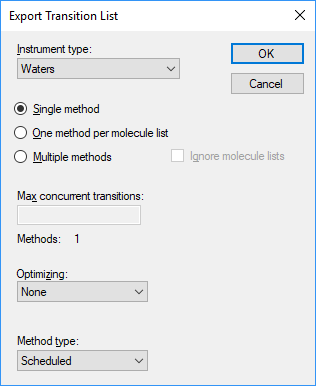 Export Transition List
Instrument type:
Waters
OK
Cancel
Single method
One method per molecule list
Multiple methods
Ignore molecule lists
Max concurrent transitions:
Methods: 1
Optimizing:
None
Method type:
Scheduled